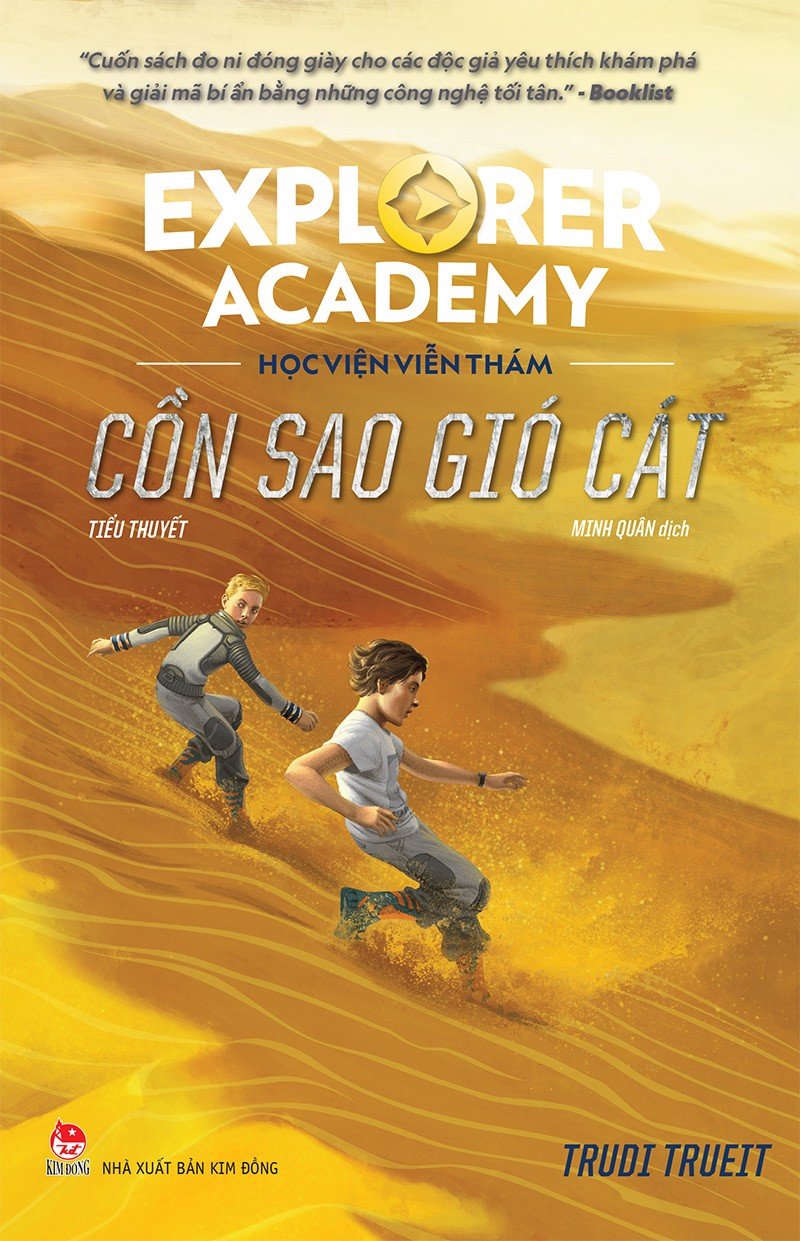 “Cuốn sách đo ni đóng giày cho các độc giả yêu thích khám phá
và giải mã bí ẩn bằng những công nghệ tối tân.” - Booklist
EXPLORER
ACADEMY
HỌC VIỆN VIỄN THÁM
CỒN SAO GIÓ CÁT
TIỂU THUYẾT
MINH QUÂN dịch
KIM ĐỒNG
NHÀ XUẤT BẢN KIM ĐỒNG
TRUDI TRUEIT